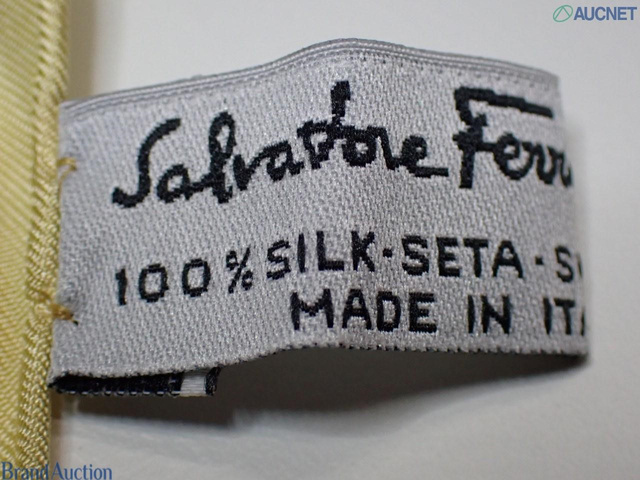 AUCNET
Salvatore Ferr
100% SILK-SETA-S
MADE IN ITA
Brand Auction